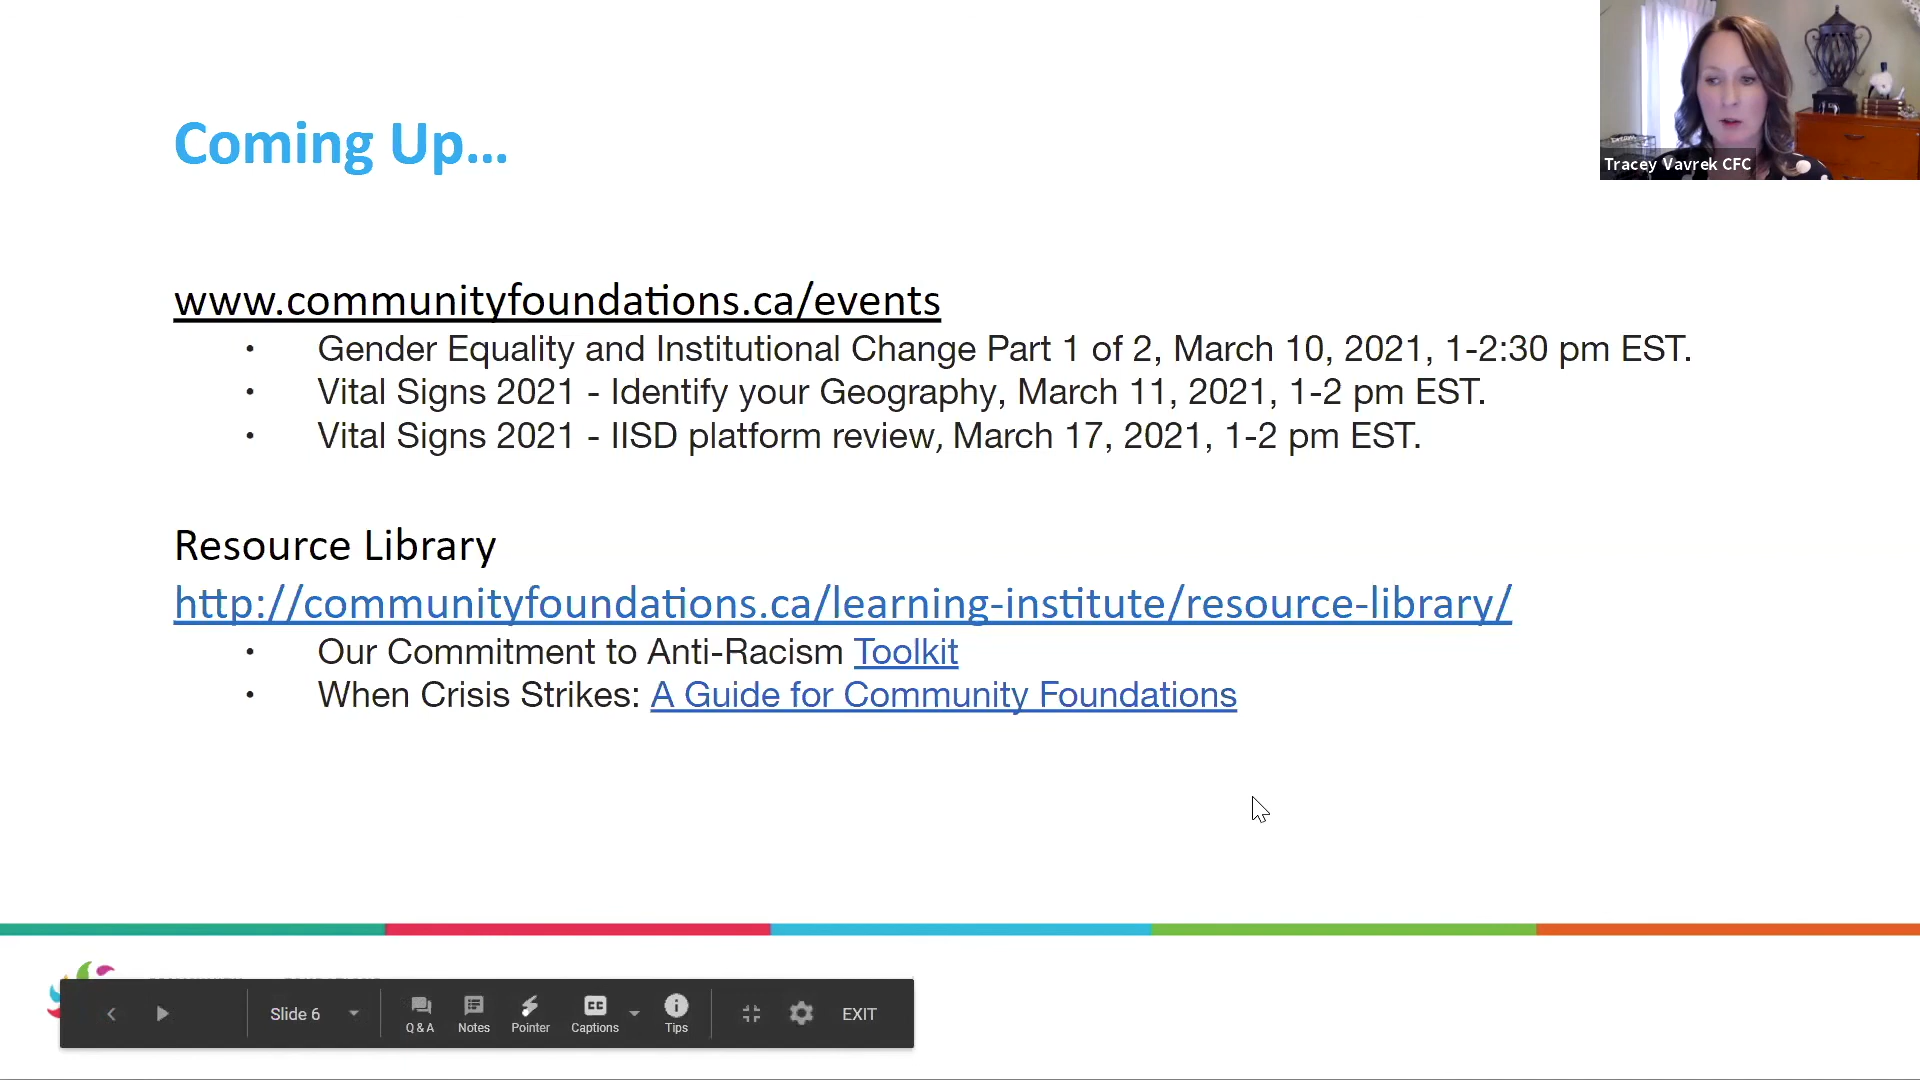 Coming Up...
Tracey Vavrek CFC
www.communityfoundations.ca/events
• Gender Equality and Institutional Change Part 1 of 2, March 10, 2021, 1-2:30 pm EST.
• Vital Signs 2021 - Identify your Geography, March 11, 2021, 1-2 pm EST.
• Vital Signs 2021 - IISD platform review, March 17, 2021, 1-2 pm EST.
Resource Library
http://communityfoundations.ca/learning-institute/resource-library/
• Our Commitment to Anti-Racism Toolkit
• When Crisis Strikes: A Guide for Community Foundations
Slide 6
Q & A
Notes
Pointer
CC
Captions
Tips
EXIT